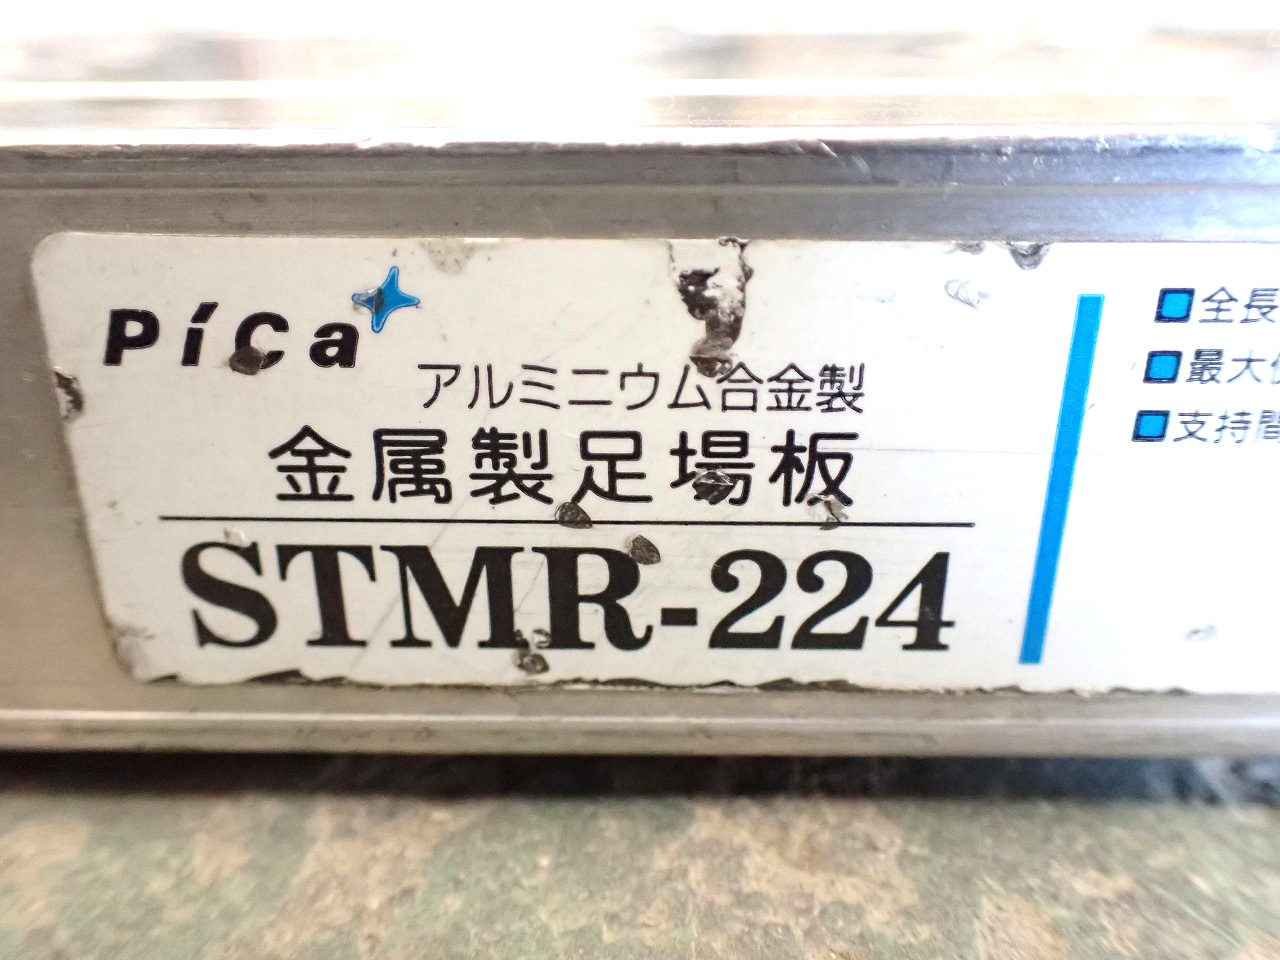 PiCa
アルミニウム合金製
金属製足場板
STMR-224
■全長
■最大
■支持間